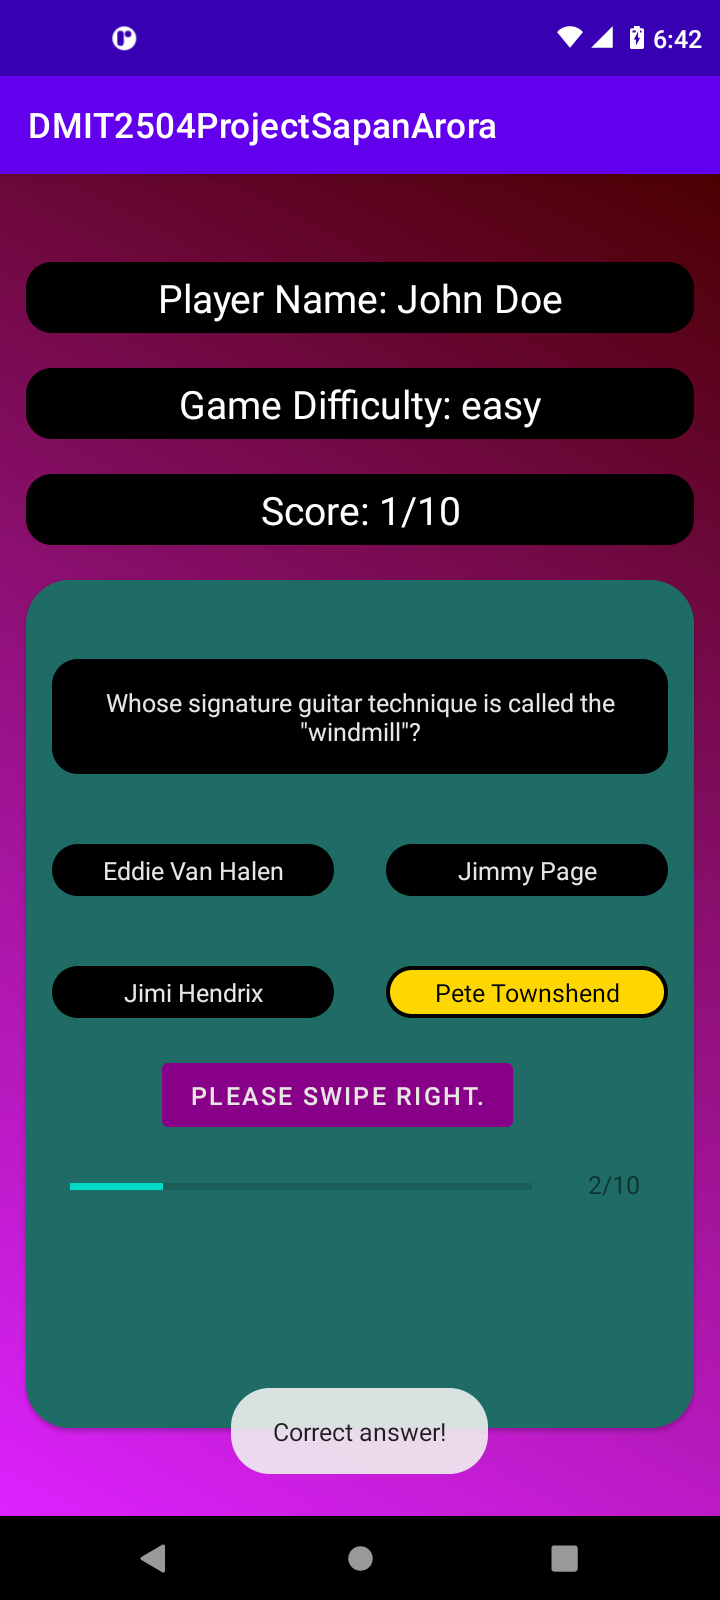 6:42
DMIT2504ProjectSapanArora
Player Name: John Doe
Game Difficulty: easy
Score: 1/10
Whose signature guitar technique is called the
"windmill"?
Eddie Van Halen
Jimmy Page
Jimi Hendrix
Pete Townshend
PLEASE SWIPE RIGHT.
2/10
Correct answer!